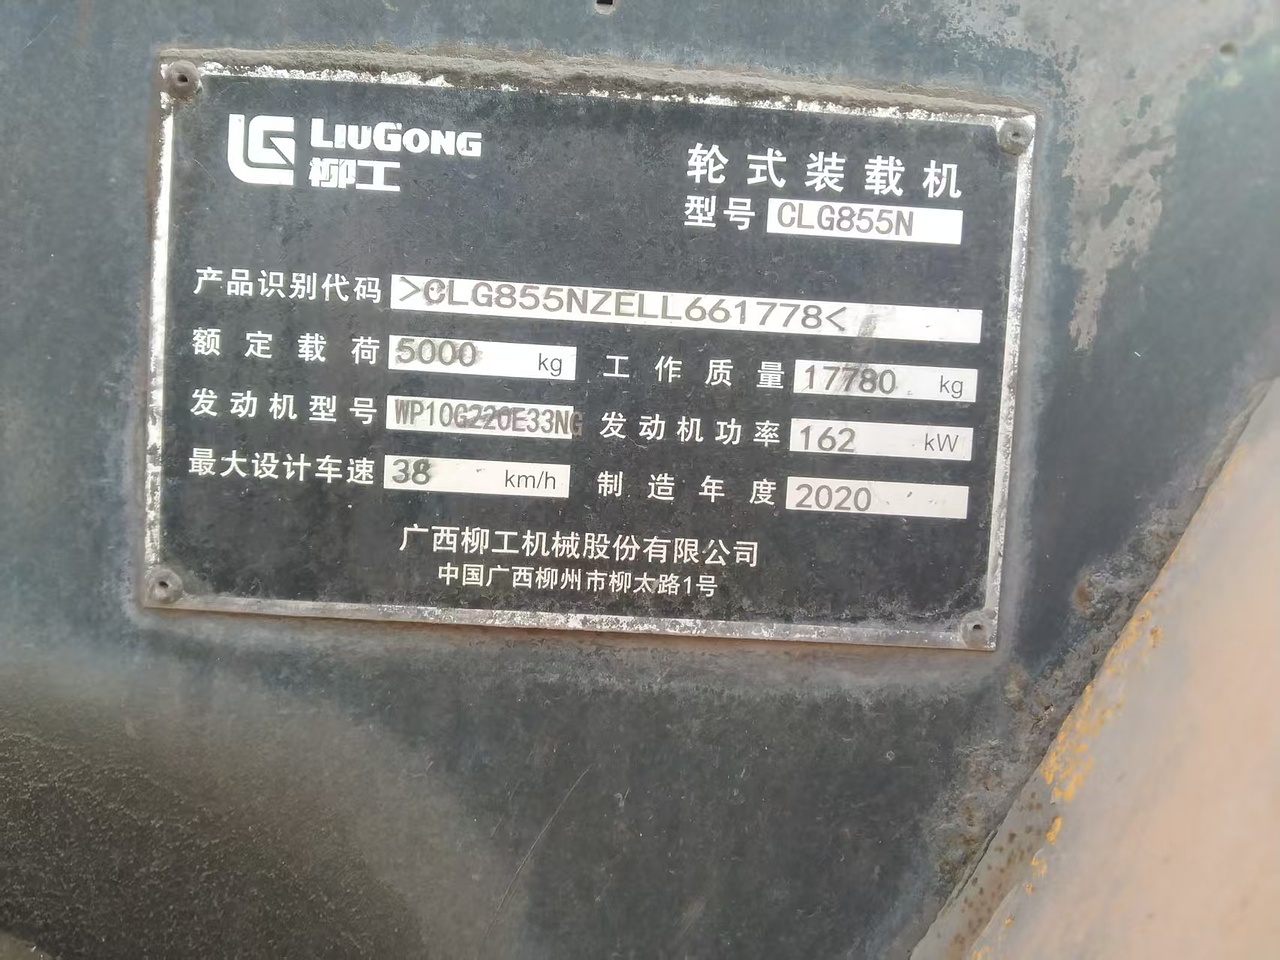 LIUGONG
柳工
轮式装载机
型号 CLG855N
产品识别代码 >CLG855NZELL661778<
额定载荷 5000 kg 工作质量 17780 kg
发动机型号 WP10G220E33NG 发动机功率 162 kW
最大设计车速 38 km/h 制造年度 2020
广西柳工机械股份有限公司
中国广西柳州市柳太路1号